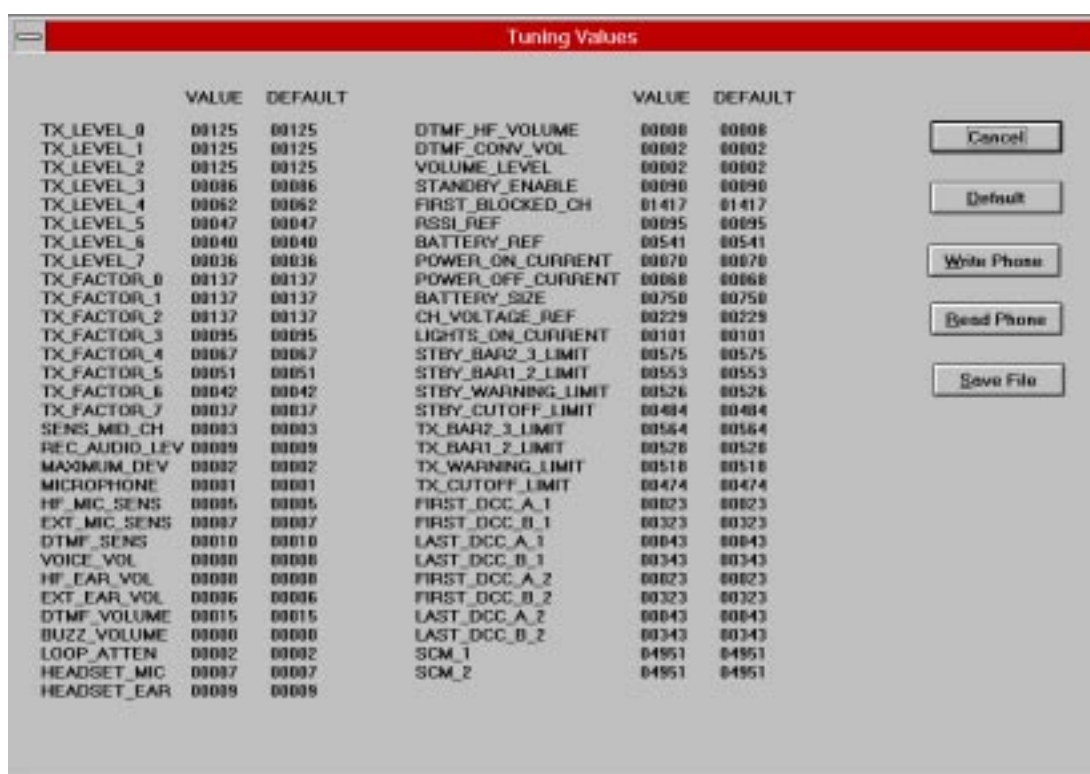 Tuning Values
VALUE DEFAULT VALUE DEFAULT
TX_LEVEL_0 00125 00125 DTMF_HF_VOLUME 00008 00008
TX_LEVEL_1 00125 00125 DTMF_CONV_VOL 00002 00002
TX_LEVEL_2 00125 00125 VOLUME_LEVEL 00002 00002
TX_LEVEL_3 00086 00086 STANDBY_ENABLE 00090 00090
TX_LEVEL_4 00062 00062 FIRST_BLOCKED_CH 01417 01417
TX_LEVEL_5 00047 00047 RSSI_REF 00095 00095
TX_LEVEL_6 00040 00040 BATTERY_REF 00541 00541
TX_LEVEL_7 00036 00036 POWER_ON_CURRENT 00070 00070
TX_FACTOR_0 00137 00137 POWER_OFF_CURRENT 00068 00068
TX_FACTOR_1 00137 00137 BATTERY_SIZE 00750 00750
TX_FACTOR_2 00137 00137 CH_VOLTAGE_REF 00229 00229
TX_FACTOR_3 00095 00095 LIGHTS_ON_CURRENT 00101 00101
TX_FACTOR_4 00067 00067 STBY_BAR2_3_LIMIT 00575 00575
TX_FACTOR_5 00051 00051 STBY_BAR1_2_LIMIT 00553 00553
TX_FACTOR_6 00042 00042 STBY_WARNING_LIMIT 00526 00526
TX_FACTOR_7 00037 00037 STBY_CUTOFF_LIMIT 00484 00484
SENS_MID_CH 00003 00003 TX_BAR2_3_LIMIT 00564 00564
REC_AUDIO_LEV 00009 00009 TX_BAR1_2_LIMIT 00528 00528
MAXIMUM_DEV 00002 00002 TX_WARNING_LIMIT 00518 00518
MICROPHONE 00001 00001 TX_CUTOFF_LIMIT 00474 00474
HF_MIC_SENS 00005 00005 FIRST_DCC_A_1 00023 00023
EXT_MIC_SENS 00007 00007 FIRST_DCC_B_1 00323 00323
DTMF_SENS 00010 00010 LAST_DCC_A_1 00043 00043
VOICE_VOL LAST_DCC_B_1 00343 00343
HF_EAR_VOL FIRST_DCC_A_2 00023 00023
EXT_EAR_VOL 00006 00006 FIRST_DCC_B_2 00323 00323
DTMF_VOLUME 00015 00015 LAST_DCC_A_2 00043 00043
BUZZ_VOLUME 00000 00000 LAST_DCC_B_2 00343 00343
LOOP_ATTEN 00002 00002 SCM_1 04951 04951
HEADSET_MIC 00007 00007 SCM_2 04951 04951
HEADSET_EAR 00009 00009
Cancel
Default
Write Phone
Read Phone
Save File